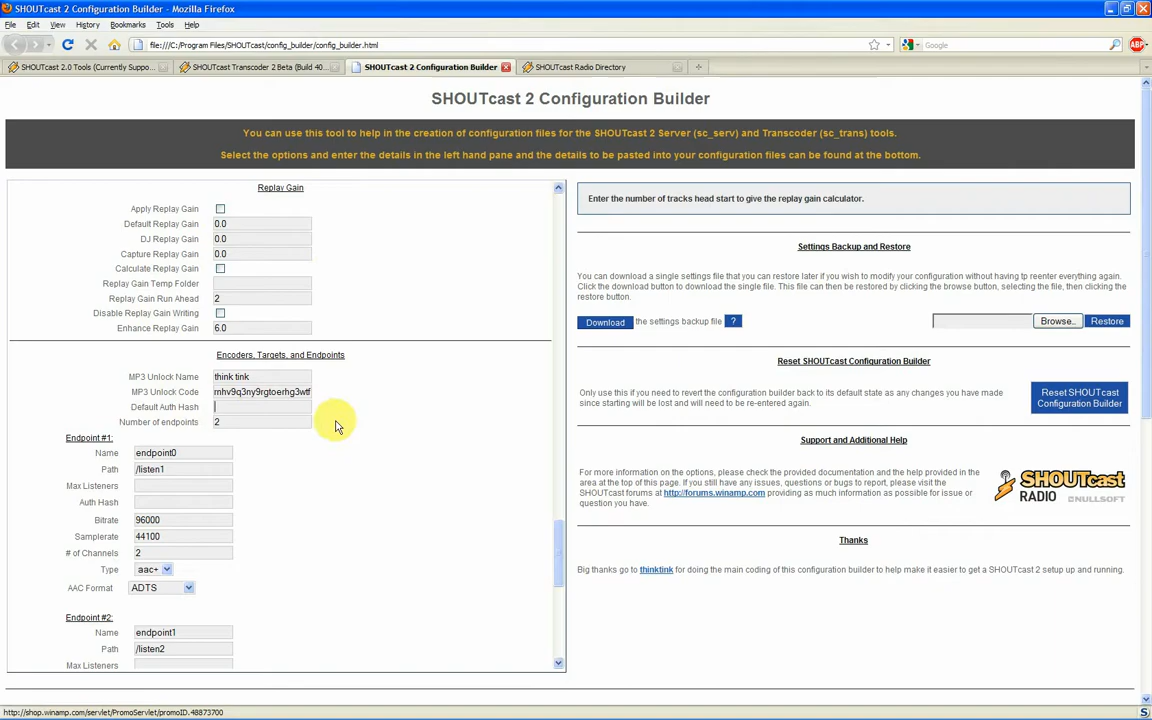 SHOUTcast 2 Configuration Builder - Mozilla Firefox
File Edit View History Bookmarks Tools Help
file:///C:/Program Files/SHOUTcast/config_builder/config_builder.html
Google
ABP
SHOUTcast 2.0 Tools (Currently Suppo...
SHOUTcast Transcoder 2 Beta (Build 40...
SHOUTcast 2 Configuration Builder
SHOUTcast Radio Directory
SHOUTcast 2 Configuration Builder
You can use this tool to help in the creation of configuration files for the SHOUTcast 2 Server (sc_serv) and Transcoder (sc_trans) tools.
Select the options and enter the details in the left hand pane and the details to be pasted into your configuration files can be found at the bottom.
Replay Gain
Apply Replay Gain
Default Replay Gain 0.0
DJ Replay Gain 0.0
Capture Replay Gain 0.0
Calculate Replay Gain
Replay Gain Temp Folder
Replay Gain Run Ahead 2
Disable Replay Gain Writing
Enhance Replay Gain 6.0
Encoders, Targets, and Endpoints
MP3 Unlock Name think tink
MP3 Unlock Code
Default Auth Hash
Number of endpoints 2
Endpoint #1:
Name endpoint0
Path /listen1
Max Listeners
Auth Hash
Bitrate 96000
Samplerate 44100
# of Channels 2
Type aac+
AAC Format ADTS
Endpoint #2:
Name endpoint1
Path /listen2
Max Listeners
Enter the number of tracks head start to give the replay gain calculator.
Settings Backup and Restore
You can download a single settings file that you can restore later if you wish to modify your configuration without having tp reenter everything again.
Click the download button to download the single file. This file can then be restored by clicking the browse button, selecting the file, then clicking the
restore button.
Download the settings backup file ? Browse... Restore
Reset SHOUTcast Configuration Builder
Only use this if you need to revert the configuration builder back to its default state as any changes you have made
since starting will be lost and will need to be re-entered again.
Reset SHOUTcast
Configuration Builder
Support and Additional Help
For more information on the options, please check the provided documentation and the help provided in the
area at the top of this page. If you still have any issues, questions or bugs to report, please visit the
SHOUTcast forums at http://forums.winamp.com providing as much information as possible for issue or
question you have.
SHOUTcast
RADIO NULLSOFT
Thanks
Big thanks go to thinktink for doing the main coding of this configuration builder to help make it easier to get a SHOUTcast 2 setup up and running.
http://shop.winamp.com/servlet/PromoServlet/promoID.48873700